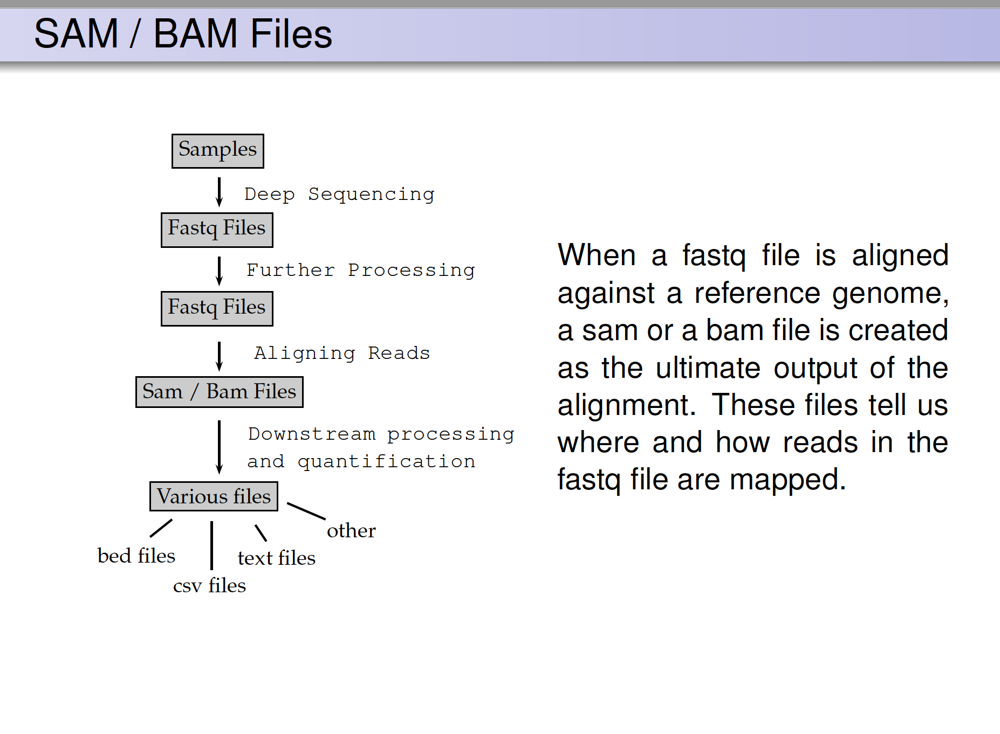 SAM / BAM Files
Samples
Deep Sequencing
Fastq Files
Further Processing
Fastq Files
Aligning Reads
Sam / Bam Files
Downstream processing
and quantification
Various files
other
bed files
text files
csv files
When a fastq file is aligned
against a reference genome,
a sam or a bam file is created
as the ultimate output of the
alignment. These files tell us
where and how reads in the
fastq file are mapped.